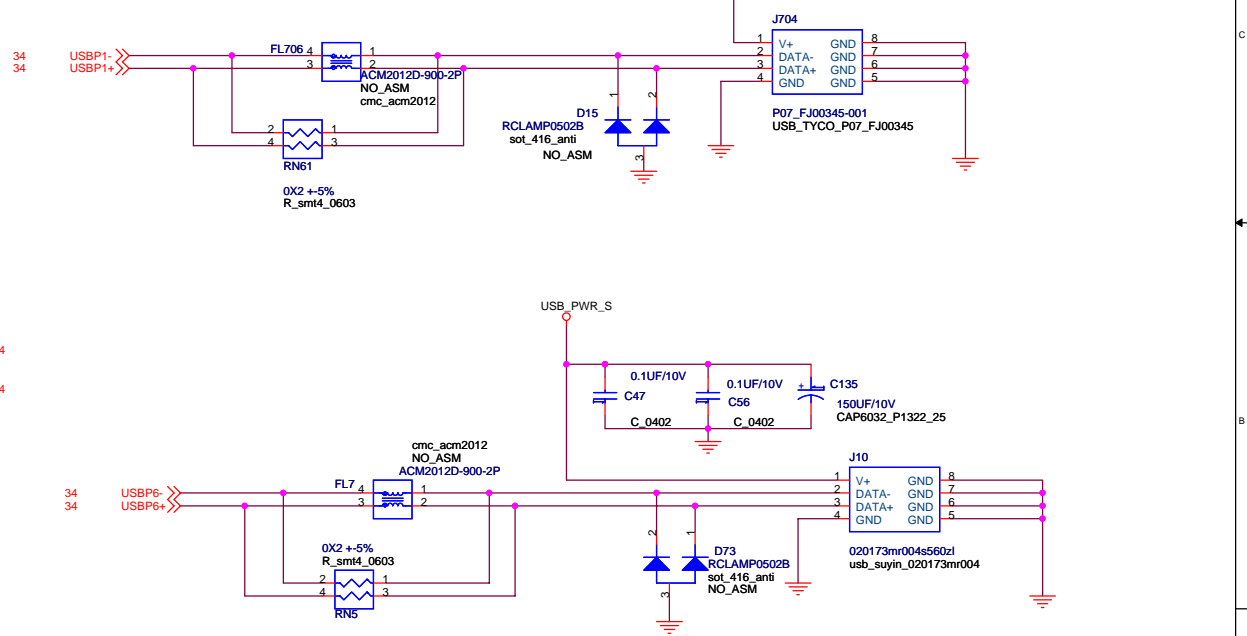 J704
C
34 USBP1- FL706 4 1 1 V+ GND 8
34 USBP1+ 3 2 2 DATA- GND 7
3 DATA+ GND 6
4 GND GND 5
ACM2012D-900-2P
NO_ASM
cmc_acm2012
1 2
D15
RCLAMP0502B
sot_416_anti
NO_ASM
3
P07_FJ00345-001
USB_TYCO_P07_FJ00345
2 1
4 3
RN61
0X2 +-5%
R_smt4_0603
USB_PWR_S
4
4
0.1UF/10V
C47
C_0402
0.1UF/10V
C56
C_0402
+ C135
150UF/10V
CAP6032_P1322_25
B
cmc_acm2012
NO_ASM
ACM2012D-900-2P
J10
34 USBP6- FL7 4 1
34 USBP6+ 3 2
1 V+ GND 8
2 DATA- GND 7
3 DATA+ GND 6
4 GND GND 5
020173mr004s560zl
usb_suyin_020173mr004
2 1
D73
RCLAMP0502B
sot_416_anti
NO_ASM
3
0X2 +-5%
R_smt4_0603
2 1
4 3
RN5